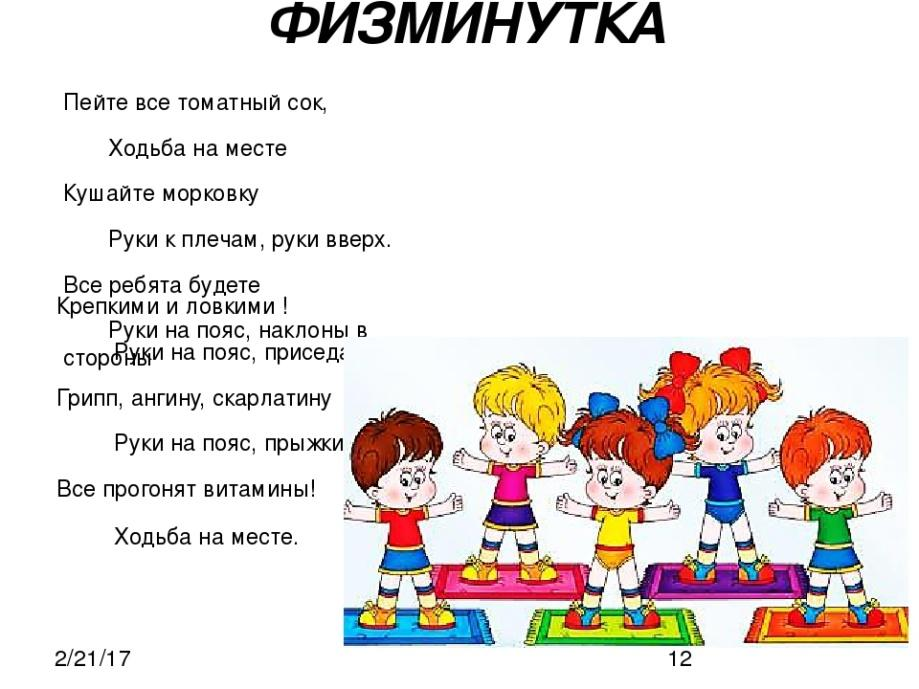 ФИЗМИНУТКА
Пейте все томатный сок,
Ходьба на месте
Кушайте морковку
Руки к плечам, руки вверх.
Все ребята будете
Крепкими и ловкими !
Руки на пояс, наклоны в
стороны
Руки на пояс,
Грипп, ангину, скарлатину
Руки на пояс, прыжки
Все прогонят витамины!
Ходьба на месте.
2/21/17
12